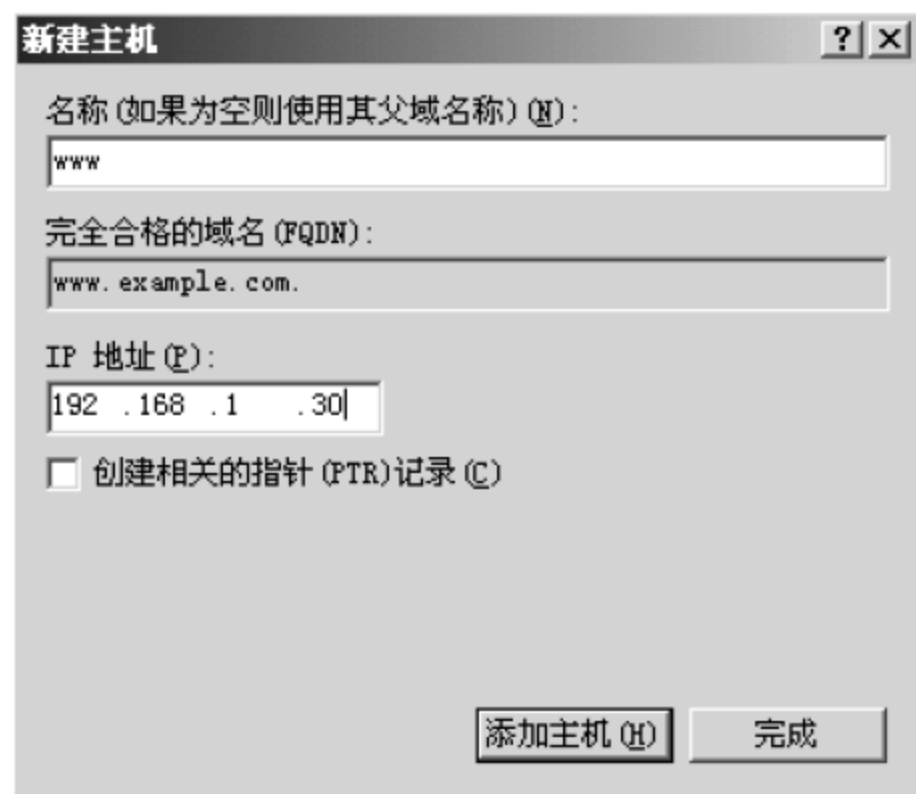 新建主机
名称(如果为空则使用其父域名称)(N):
www
完全合格的域名(FQDN):
www.example.com.
IP 地址(P):
192 .168 .1 .30
创建相关的指针(PTR)记录(C)
添加主机(H) 完成